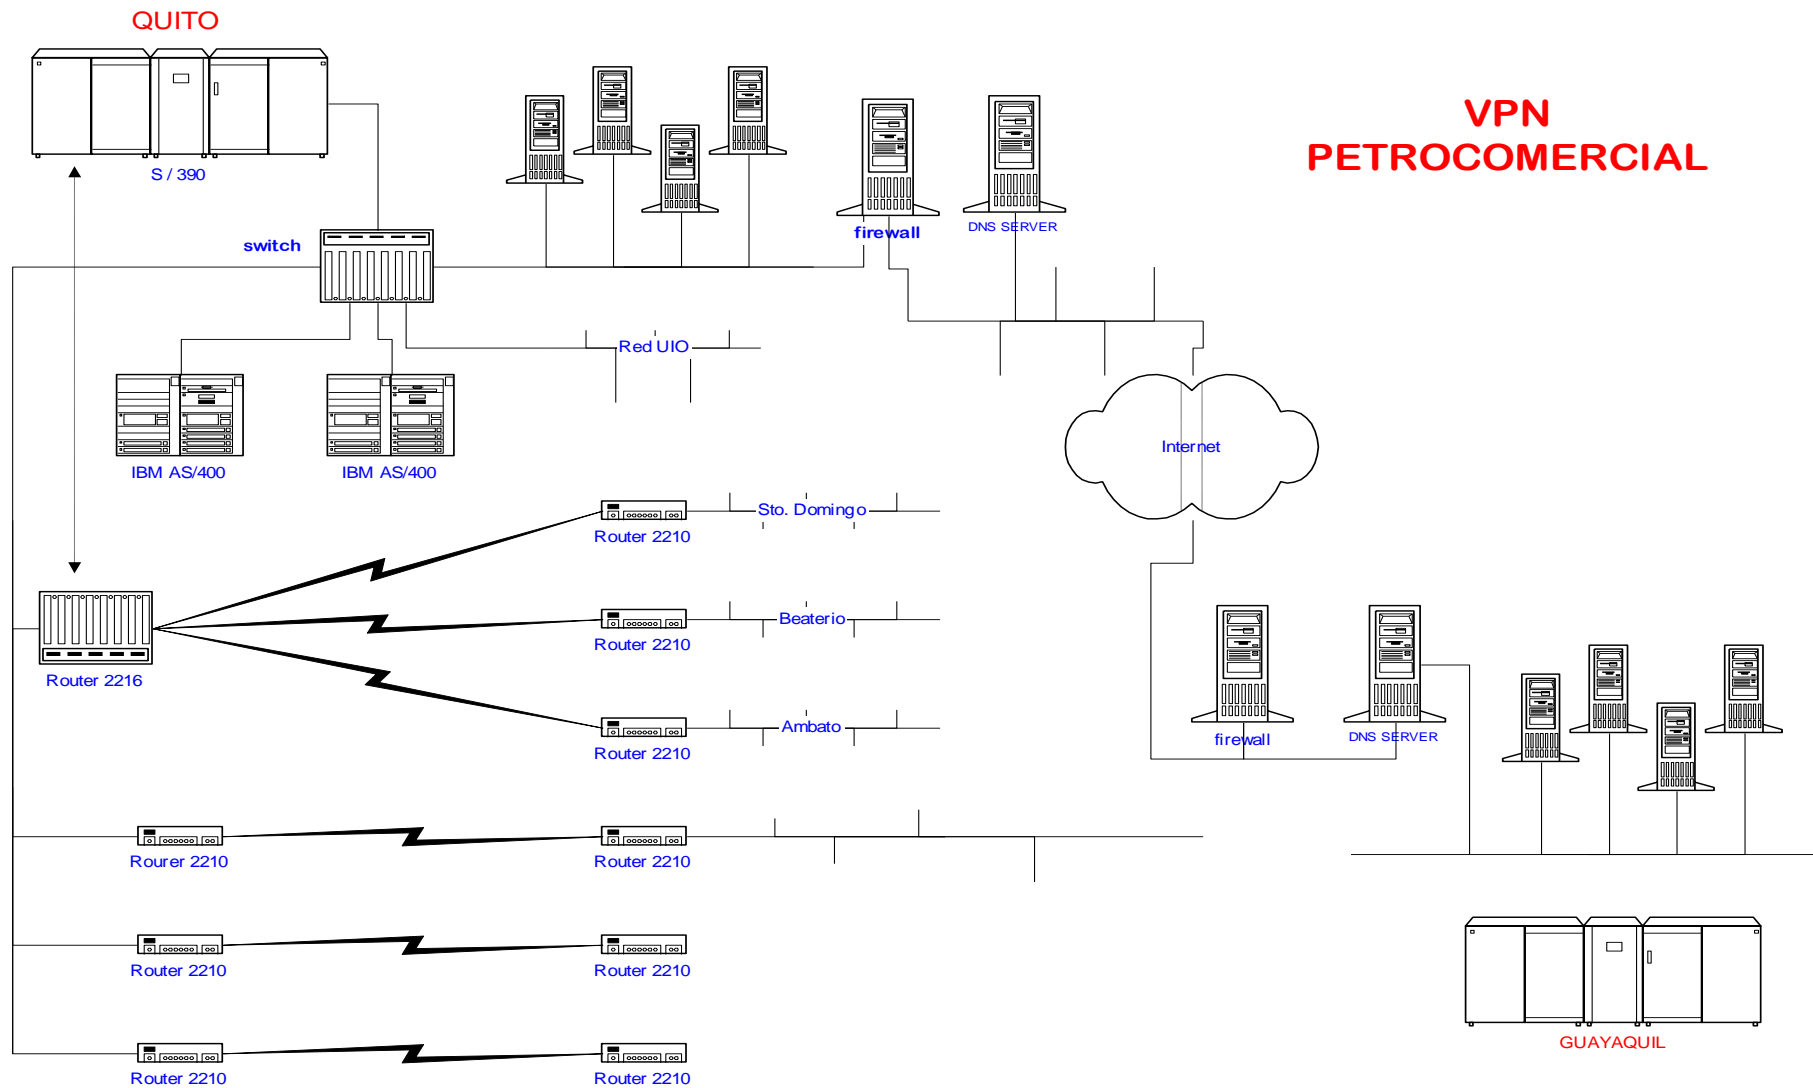 QUITO
VPN
PETROCOMERCIAL
S / 390
switch
firewall
DNS SERVER
Red UIO
Internet
IBM AS/400
IBM AS/400
Sto. Domingo
Router 2210
Beaterio
Router 2210
Router 2216
Ambato
Router 2210
firewall
DNS SERVER
Rourer 2210
Router 2210
Router 2210
Router 2210
GUAYAQUIL
Router 2210
Router 2210